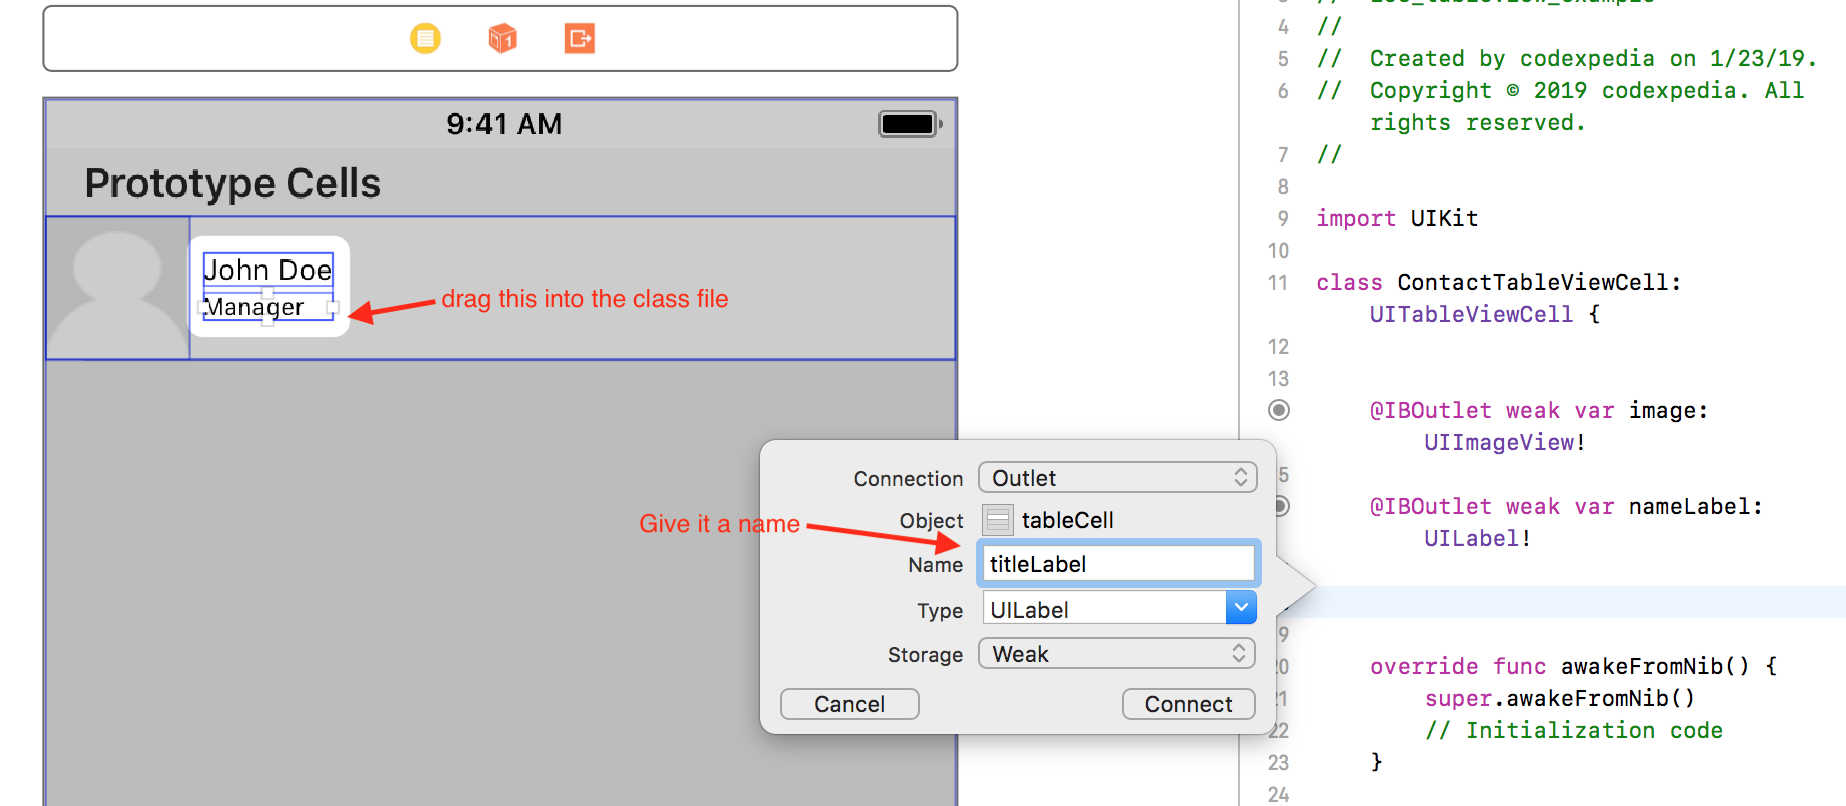 9:41 AM
Prototype Cells
John Doe
Manager
drag this into the class file
Give it a name
Connection Outlet
Object tableCell
Name titleLabel
Type UILabel
Storage Weak
Cancel Connect
4 //
5 // Created by codexpedia on 1/23/19.
6 // Copyright © 2019 codexpedia. All
rights reserved.
7 //
8
9 import UIKit
10
11 class ContactTableViewCell:
UITableViewCell {
12
13
@IBOutlet weak var image:
UIImageView!
5
@IBOutlet weak var nameLabel:
UILabel!
9
20 override func awakeFromNib() {
21 super.awakeFromNib()
22 // Initialization code
23 }
24